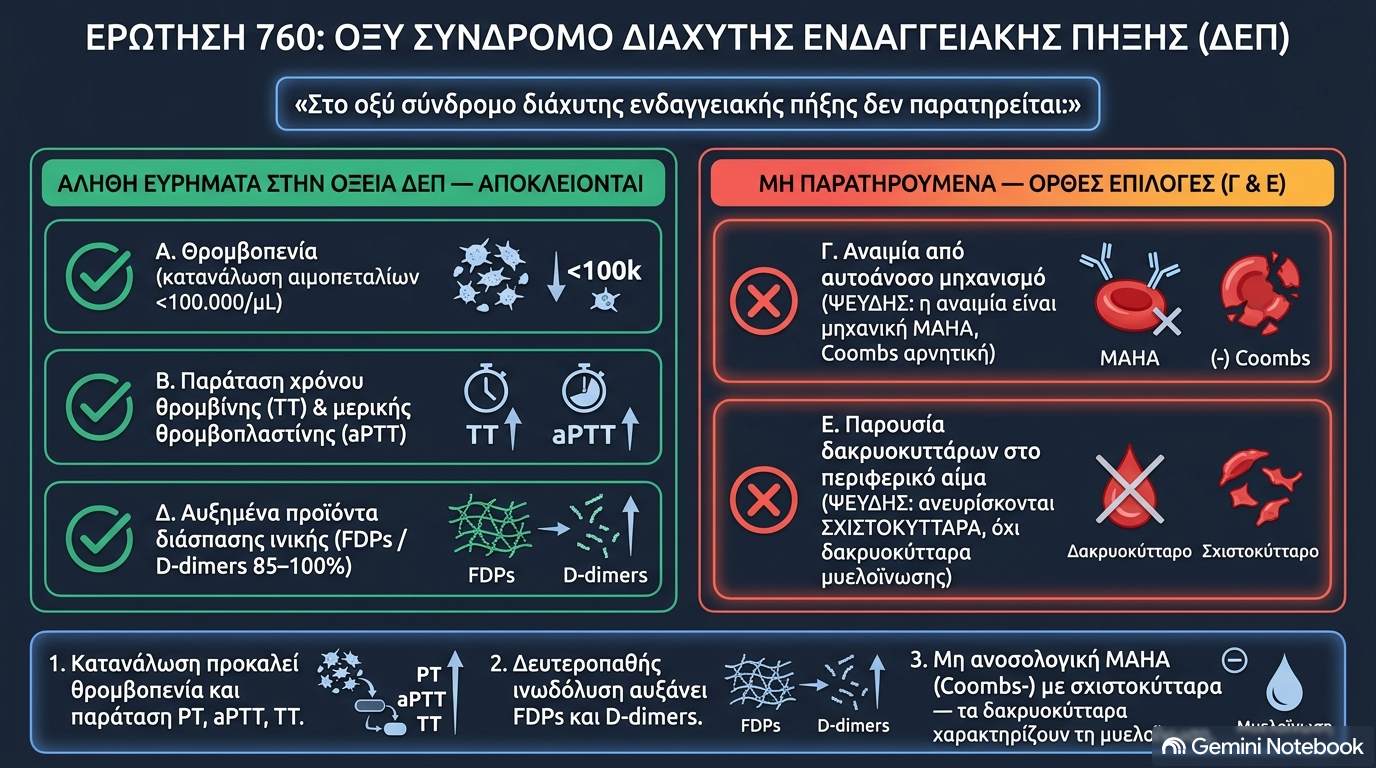 ΕΡΩΤΗΣΗ 760: ΟΞΥ ΣΥΝΔΡΟΜΟ ΔΙΑΧΥΤΗΣ ΕΝΔΑΓΓΕΙΑΚΗΣ ΠΗΞΗΣ (ΔΕΠ)
«Στο οξύ σύνδρομο διάχυτης ενδαγγειακής πήξης δεν παρατηρείται:»
ΑΛΗΘΗ ΕΥΡΗΜΑΤΑ ΣΤΗΝ ΟΞΕΙΑ ΔΕΠ — ΑΠΟΚΛΕΙΟΝΤΑΙ
Α. Θρομβοπενία
(κατανάλωση αιμοπεταλίων
<100.000/μL)
<100k
Β. Παράταση χρόνου
θρομβίνης (TT) & μερικής
θρομβοπλαστίνης (aPTT)
TT
aPTT
Δ. Αυξημένα προϊόντα
διάσπασης ινικής (FDPs /
D-dimers 85–100%)
FDPs
D-dimers
ΜΗ ΠΑΡΑΤΗΡΟΥΜΕΝΑ — ΟΡΘΕΣ ΕΠΙΛΟΓΕΣ (Γ & Ε)
Γ. Αναιμία από
αυτοάνοσο μηχανισμό
(ΨΕΥΔΗΣ: η αναιμία είναι
μηχανική MAHA,
Coombs αρνητική)
MAHA
(-) Coombs
Ε. Παρουσία
δακρυοκυττάρων στο
περιφερικό αίμα
(ΨΕΥΔΗΣ: ανευρίσκονται
ΣΧΙΣΤΟΚΥΤΤΑΡΑ, όχι
δακρυοκύτταρα
μυελοΐνωσης)
Δακρυοκύτταρο
Σχιστοκύτταρο
1. Κατανάλωση προκαλεί
θρομβοπενία και
παράταση PT, aPTT, TT.
PT
aPTT
TT
2. Δευτεροπαθής
ινωδόλυση αυξάνει
FDPs και D-dimers.
FDPs
D-dimers
3. Μη ανοσολογική MAHA
(Coombs-) με σχιστοκύτταρα
— τα δακρυοκύτταρα
χαρακτηρίζουν τη
Gemini Notebook